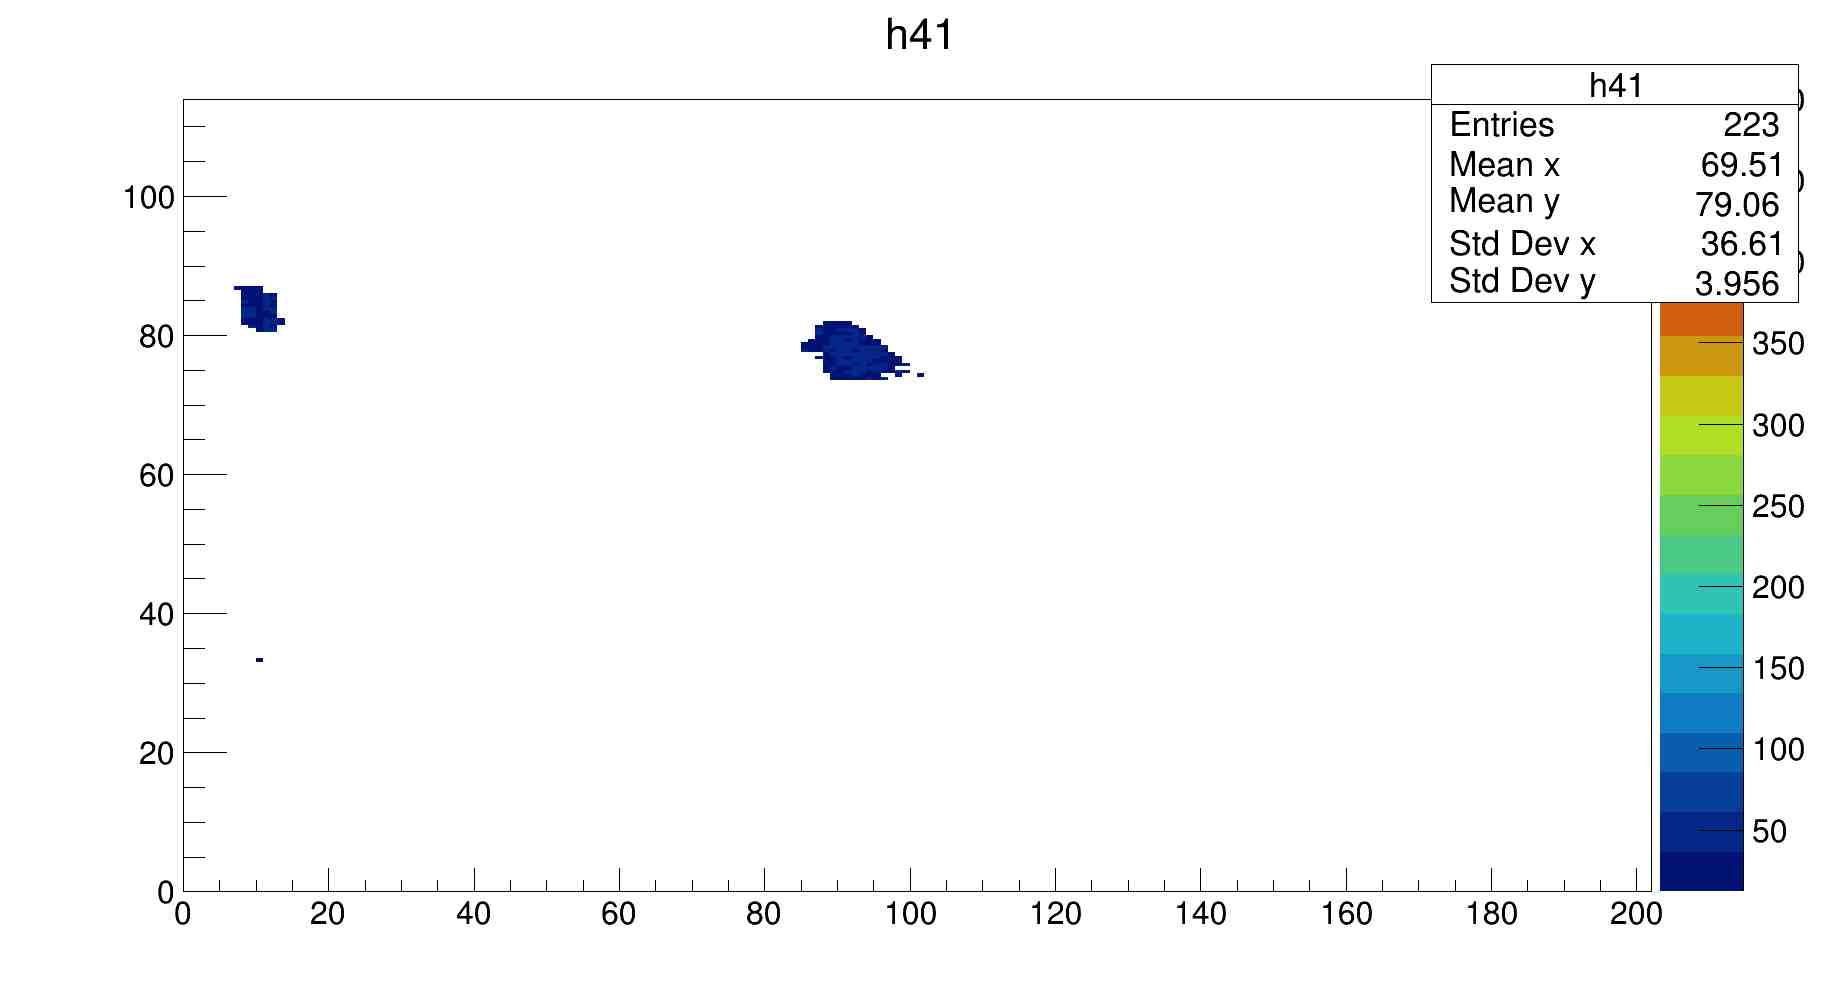 h41
h41
Entries 223
Mean x 69.51
Mean y 79.06
Std Dev x 36.61
Std Dev y 3.956
100
80
60
40
20
0
0 20 40 60 80 100 120 140 160 180 200
350
300
250
200
150
100
50